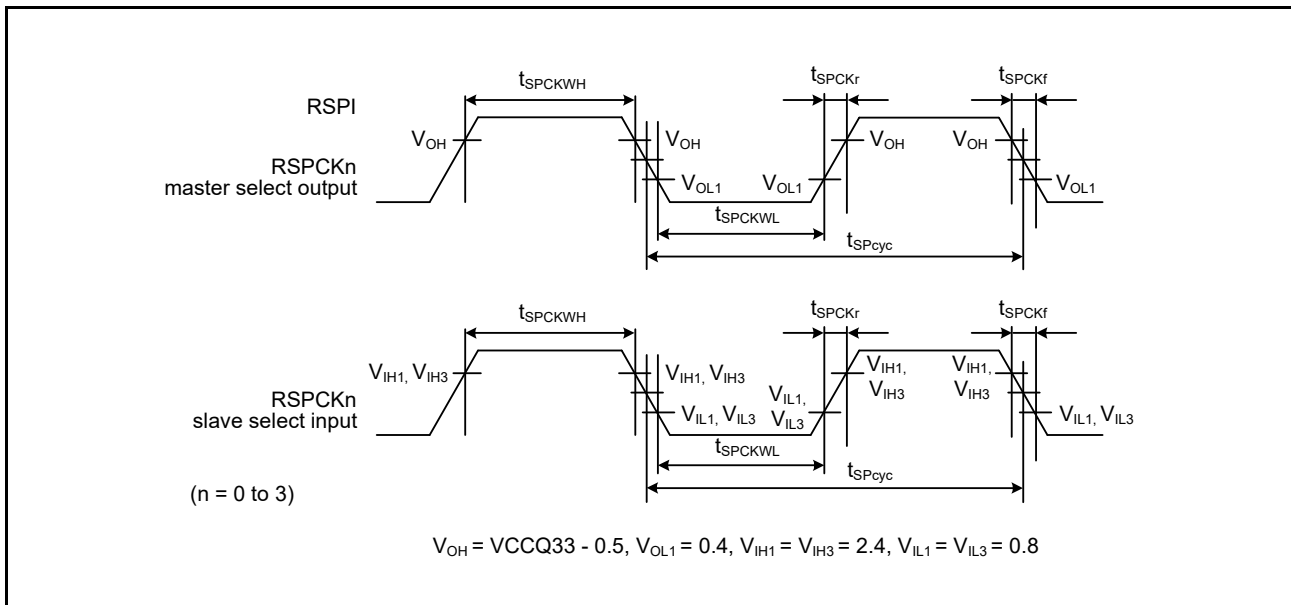 tSPCKWH
tSPCKr
tSPCKf
RSPI
VOH
VOH
VOH
VOH
RSPCKn
master select output
VOL1
VOL1
VOL1
tSPCKWL
tSPcyc
tSPCKWH
tSPCKr
tSPCKf
VIH1, VIH3
VIH1, VIH3
VIH1,
VIH3
VIH1,
VIH3
RSPCKn
slave select input
VIL1, VIL3
VIL1,
VIL3
VIL1, VIL3
tSPCKWL
tSPcyc
(n = 0 to 3)
VOH = VCCQ33 - 0.5, VOL1 = 0.4, VIH1 = VIH3 = 2.4, VIL1 = VIL3 = 0.8